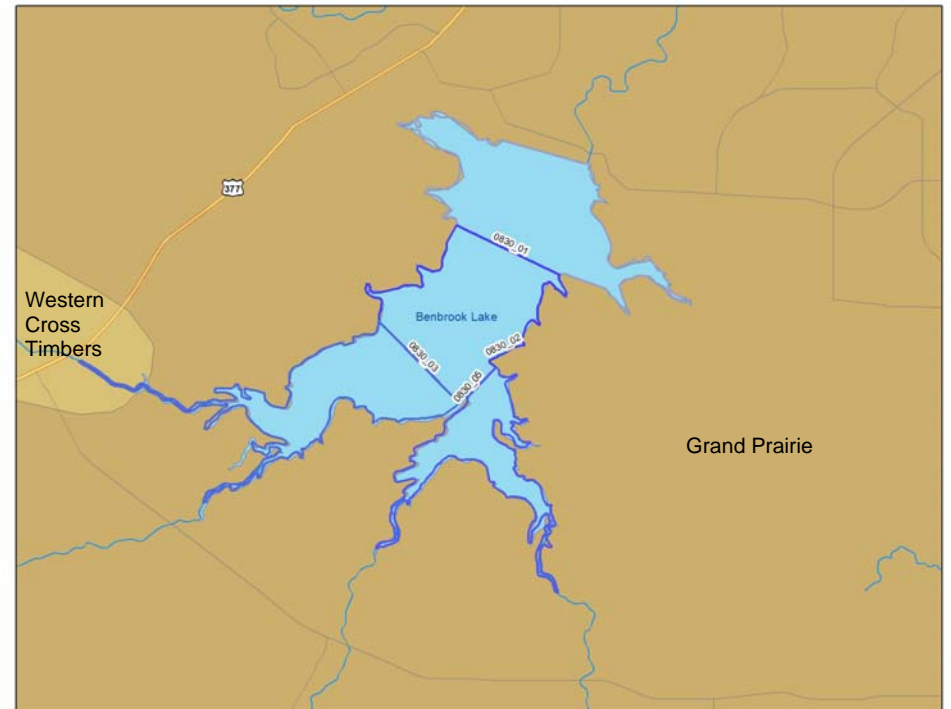 377
0830_01
Western
Cross
Timbers
Benbrook Lake
0830_02
0830_03
0830_05
Grand Prairie